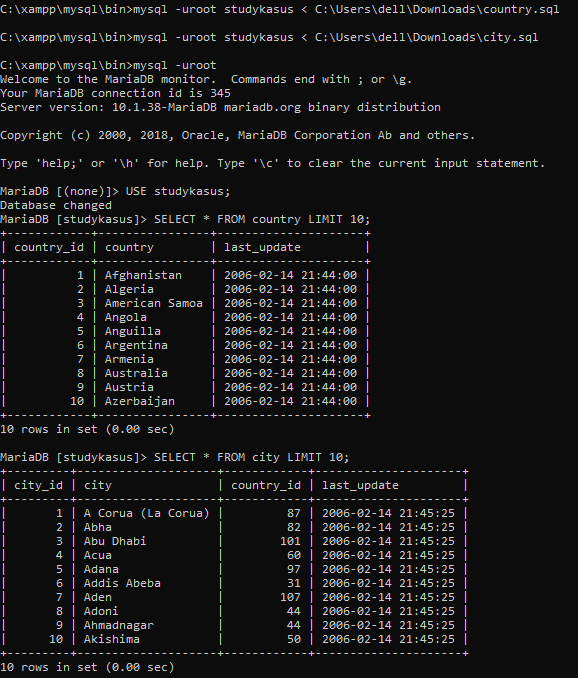 C:\xampp\mysql\bin>mysql -uroot studykasus < C:\Users\dell\Downloads\country.sql
C:\xampp\mysql\bin>mysql -uroot studykasus < C:\Users\dell\Downloads\city.sql
C:\xampp\mysql\bin>mysql -uroot
Welcome to the MariaDB monitor.  Commands end with ; or \g.
Your MariaDB connection id is 345
Server version: 10.1.38-MariaDB mariadb.org binary distribution
Copyright (c) 2000, 2018, Oracle, MariaDB Corporation Ab and others.
Type 'help;' or '\h' for help. Type '\c' to clear the current input statement.
MariaDB [(none)]> USE studykasus;
Database changed
MariaDB [studykasus]> SELECT * FROM country LIMIT 10;
+------------+----------------+---------------------+
| country_id | country        | last_update         |
+------------+----------------+---------------------+
|          1 | Afghanistan    | 2006-02-14 21:44:00 |
|          2 | Algeria        | 2006-02-14 21:44:00 |
|          3 | American Samoa | 2006-02-14 21:44:00 |
|          4 | Angola         | 2006-02-14 21:44:00 |
|          5 | Anguilla       | 2006-02-14 21:44:00 |
|          6 | Argentina      | 2006-02-14 21:44:00 |
|          7 | Armenia        | 2006-02-14 21:44:00 |
|          8 | Australia      | 2006-02-14 21:44:00 |
|          9 | Austria        | 2006-02-14 21:44:00 |
|         10 | Azerbaijan     | 2006-02-14 21:44:00 |
+------------+----------------+---------------------+
10 rows in set (0.00 sec)
MariaDB [studykasus]> SELECT * FROM city LIMIT 10;
+---------+--------------------+------------+---------------------+
| city_id | city               | country_id | last_update         |
+---------+--------------------+------------+---------------------+
|       1 | A Corua (La Corua) |         87 | 2006-02-14 21:45:25 |
|       2 | Abha               |         82 | 2006-02-14 21:45:25 |
|       3 | Abu Dhabi          |        101 | 2006-02-14 21:45:25 |
|       4 | Acua               |         60 | 2006-02-14 21:45:25 |
|       5 | Adana              |         97 | 2006-02-14 21:45:25 |
|       6 | Addis Abeba        |         31 | 2006-02-14 21:45:25 |
|       7 | Aden               |        107 | 2006-02-14 21:45:25 |
|       8 | Adoni              |         44 | 2006-02-14 21:45:25 |
|       9 | Ahmadnagar         |         44 | 2006-02-14 21:45:25 |
|      10 | Akishima           |         50 | 2006-02-14 21:45:25 |
+---------+--------------------+------------+---------------------+
10 rows in set (0.00 sec)